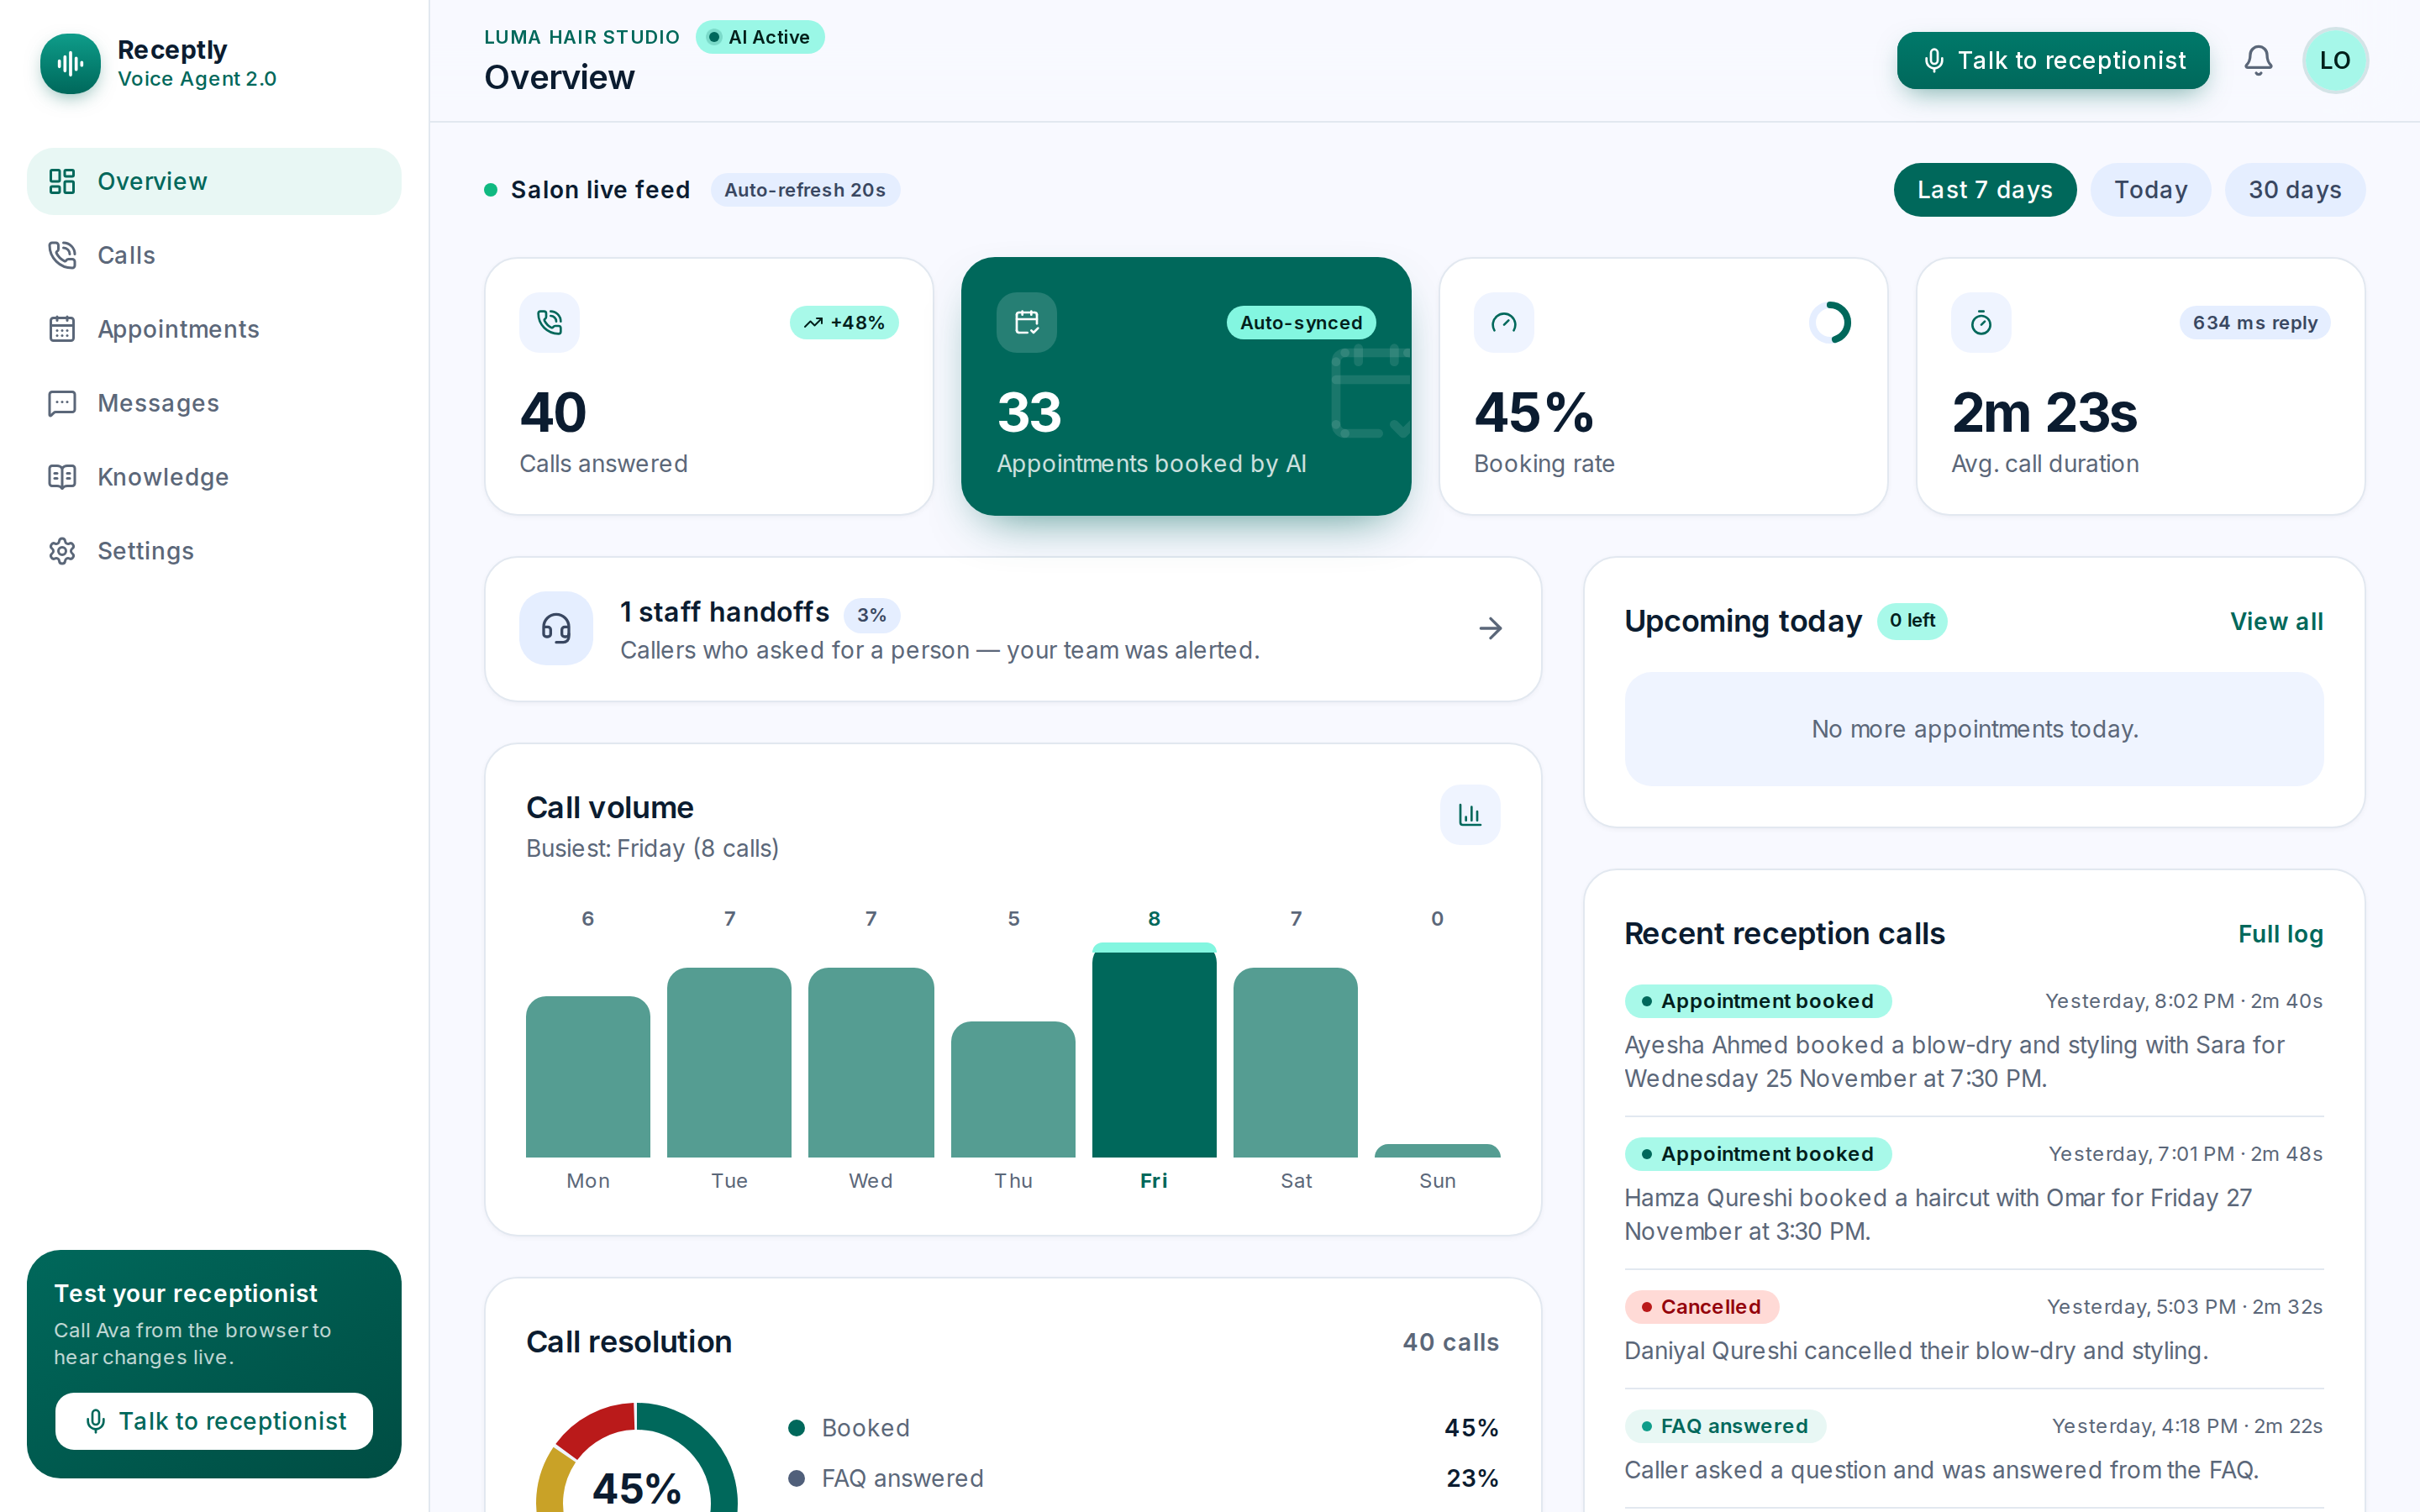 Receptly
Voice Agent 2.0
Overview
Calls
Appointments
Messages
Knowledge
Settings
Test your receptionist
Call Ava from the browser to
hear changes live.
Talk to receptionist
LUMA HAIR STUDIO
AI Active
Overview
Talk to receptionist
LO
Salon live feed
Auto-refresh 20s
Last 7 days
Today
30 days
+48%
40
Calls answered
Auto-synced
33
Appointments booked by AI
45%
Booking rate
634 ms reply
2m 23s
Avg. call duration
1 staff handoffs
3%
Callers who asked for a person — your team was alerted.
Call volume
Busiest: Friday (8 calls)
6 7 7 5 8 7 0
Mon Tue Wed Thu Fri Sat Sun
Call resolution
40 calls
45%
Booked 45%
FAQ answered 23%
Upcoming today
0 left
View all
No more appointments today.
Recent reception calls
Full log
Appointment booked
Yesterday, 8:02 PM · 2m 40s
Ayesha Ahmed booked a blow-dry and styling with Sara for
Wednesday 25 November at 7:30 PM.
Appointment booked
Yesterday, 7:01 PM · 2m 48s
Hamza Qureshi booked a haircut with Omar for Friday 27
November at 3:30 PM.
Cancelled
Yesterday, 5:03 PM · 2m 32s
Daniyal Qureshi cancelled their blow-dry and styling.
FAQ answered
Yesterday, 4:18 PM · 2m 22s
Caller asked a question and was answered from the FAQ.